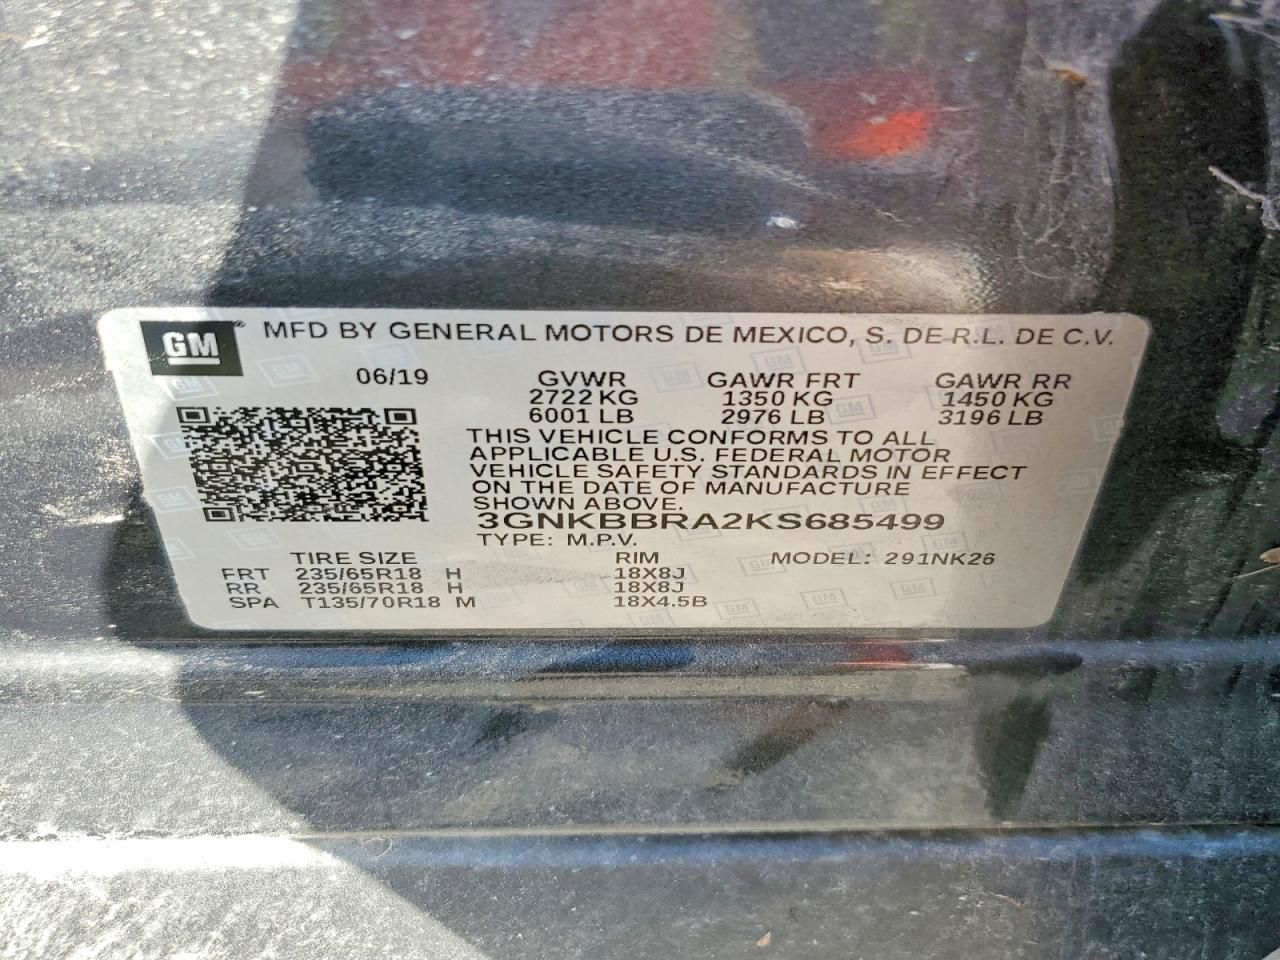 GM® MFD BY GENERAL MOTORS DE MEXICO, S. DE R.L. DE C.V.
06/19 GVWR GAWR FRT GAWR RR
2722 KG 1350 KG 1450 KG
6001 LB 2976 LB 3196 LB
THIS VEHICLE CONFORMS TO ALL
APPLICABLE U.S. FEDERAL MOTOR
VEHICLE SAFETY STANDARDS IN EFFECT
ON THE DATE OF MANUFACTURE
SHOWN ABOVE.
3GNKBBRA2KS685499
TYPE: M.P.V.
TIRE SIZE RIM MODEL: 291NK26
FRT 235/65R18 H 18X8J
RR 235/65R18 H 18X8J
SPA T135/70R18 M 18X4.5B